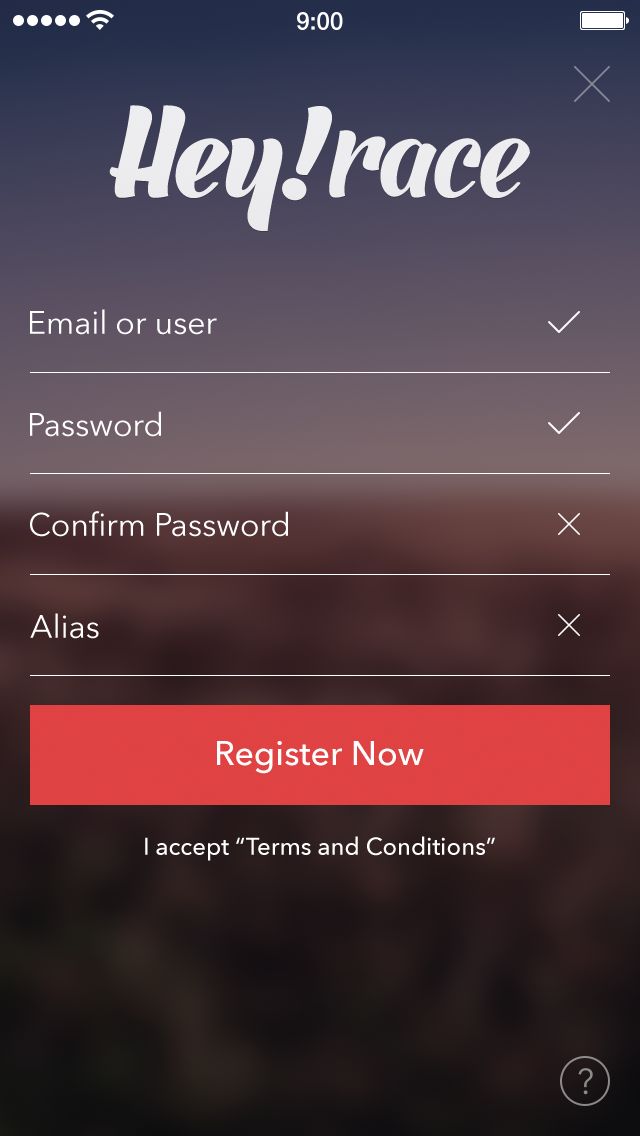 9:00
Hey!race
Email or user
Password
Confirm Password
Alias
Register Now
I accept “Terms and Conditions”
?